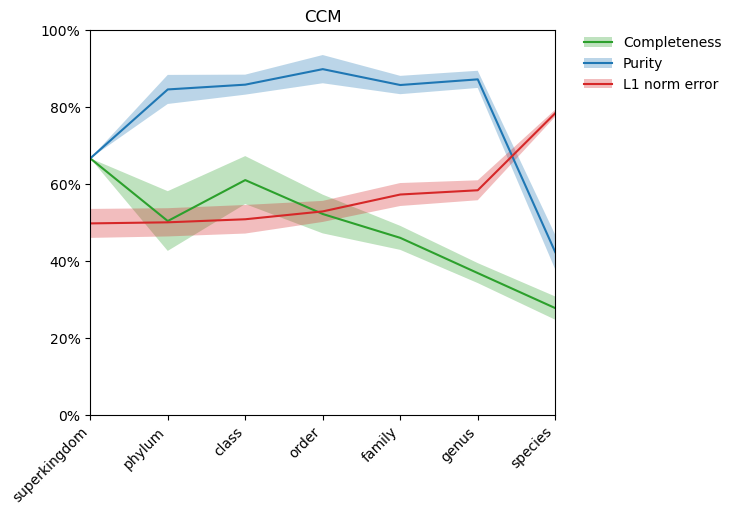 CCM
100%
80%
60%
40%
20%
0%
superkingdom
phylum
class
order
family
genus
species
Completeness
Purity
L1 norm error